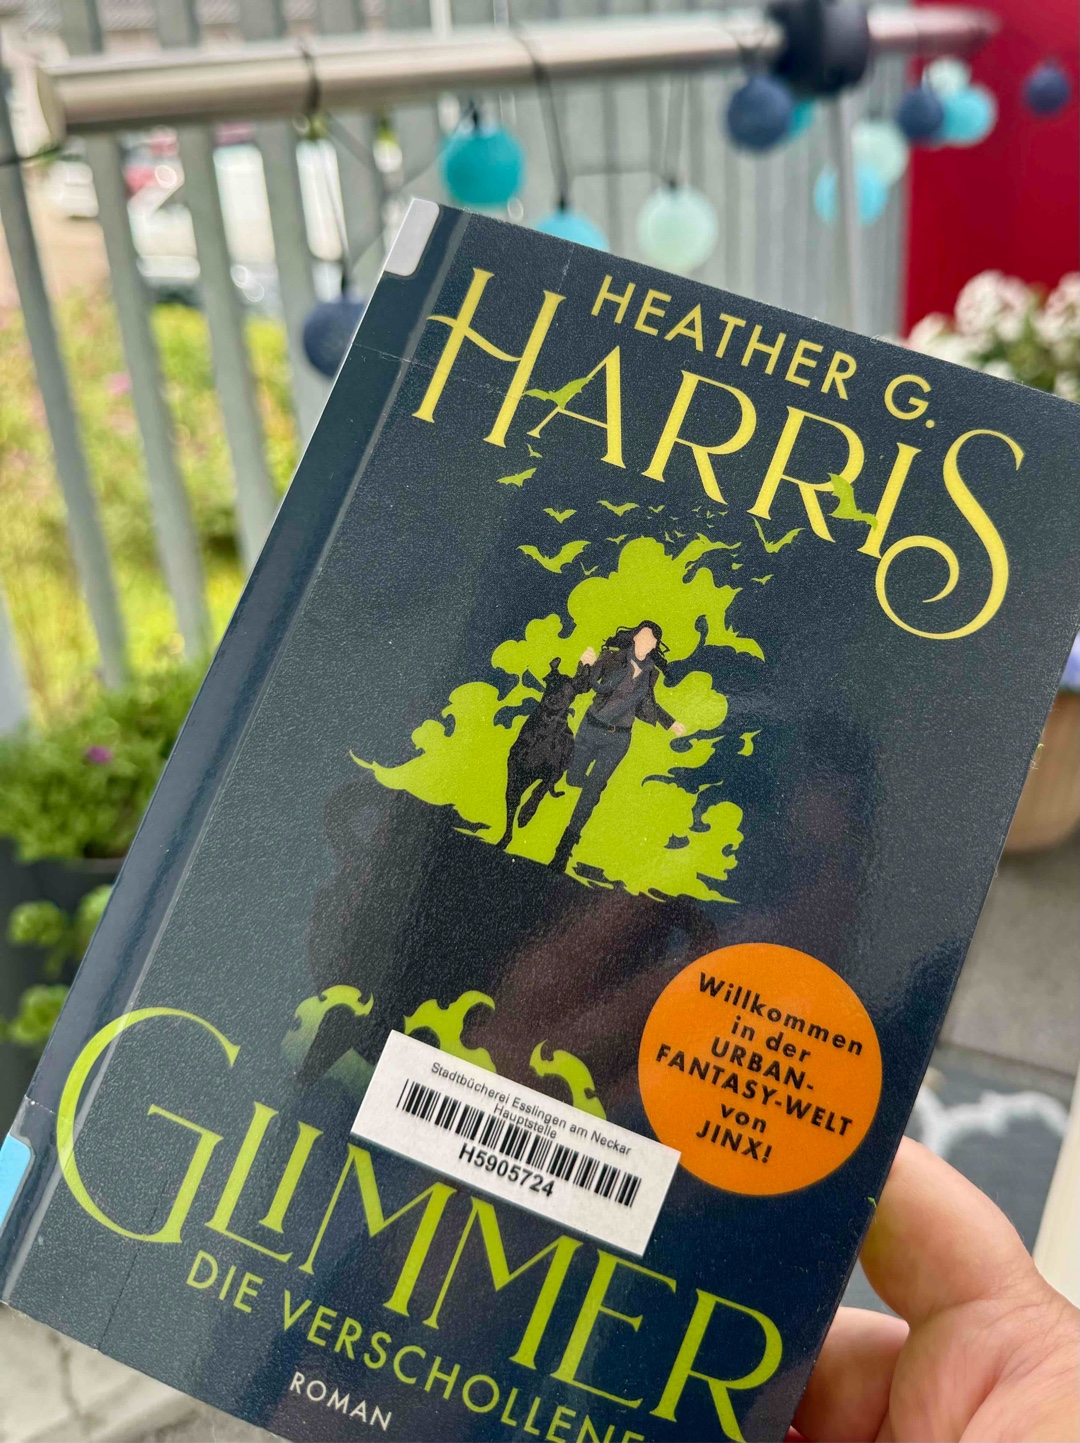 HEATHER G.
HARRIS
Willkommen
in der
URBAN-
FANTASY-WELT
von
JINX!
Stadtbücherei Esslingen am Neckar
Hauptstelle
H5905724
GLIMMER
DIE VERSCHOLLENE
ROMAN